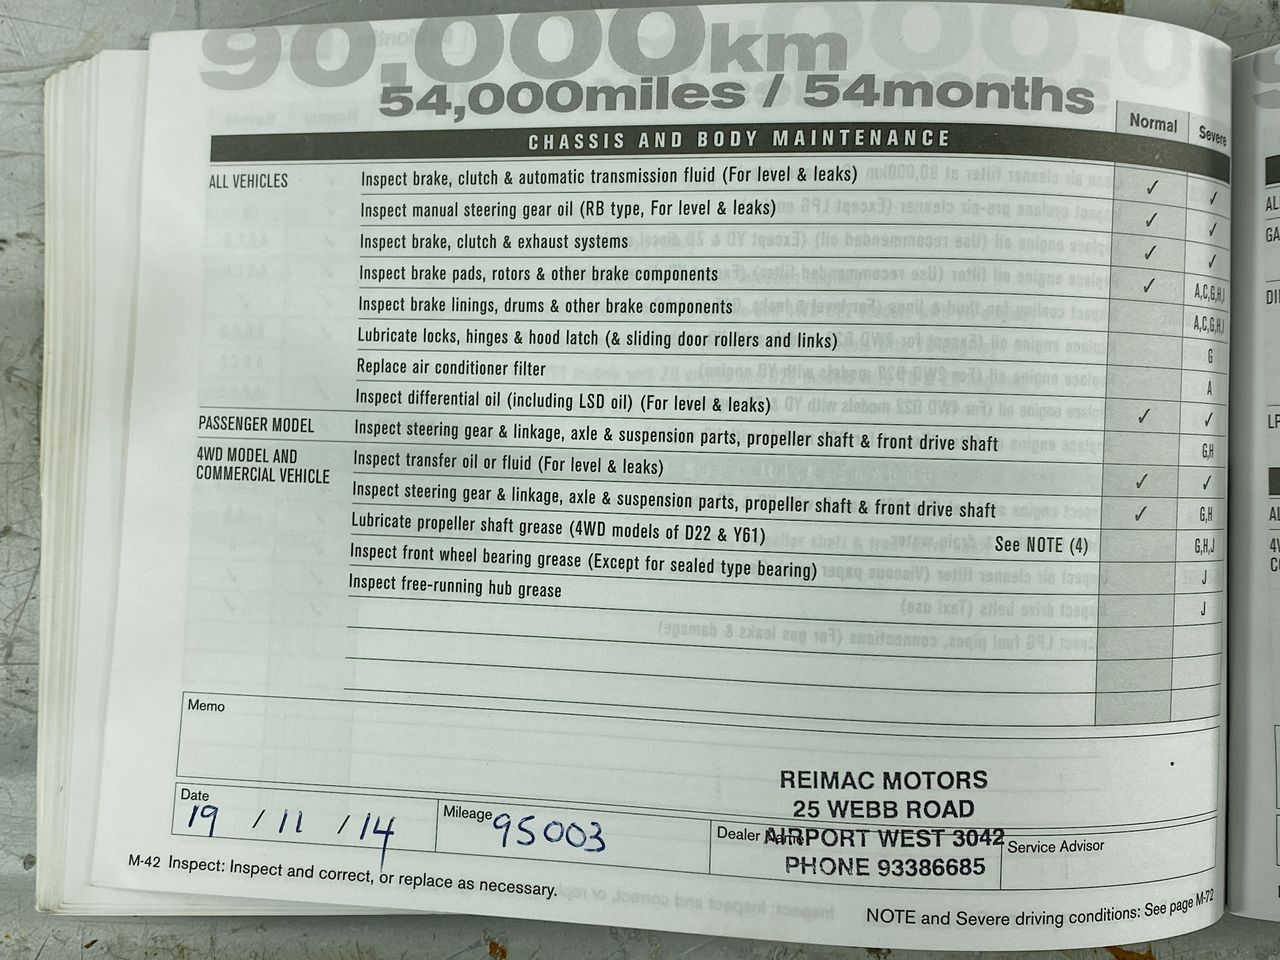 90,000km
54,000miles / 54months
Normal Severe
CHASSIS AND BODY MAINTENANCE
ALL VEHICLES Inspect brake, clutch & automatic transmission fluid (For level & leaks) ✓ ✓
Inspect manual steering gear oil (RB type, For level & leaks) ✓ ✓
Inspect brake, clutch & exhaust systems ✓ ✓
Inspect brake pads, rotors & other brake components ✓ A,C,G,H,I
Inspect brake linings, drums & other brake components A,C,G,H,I
Lubricate locks, hinges & hood latch (& sliding door rollers and links) G
Replace air conditioner filter A
Inspect differential oil (including LSD oil) (For level & leaks) ✓ ✓
PASSENGER MODEL Inspect steering gear & linkage, axle & suspension parts, propeller shaft & front drive shaft G,H
4WD MODEL AND Inspect transfer oil or fluid (For level & leaks) ✓ ✓
COMMERCIAL VEHICLE Inspect steering gear & linkage, axle & suspension parts, propeller shaft & front drive shaft ✓ G,H
Lubricate propeller shaft grease (4WD models of D22 & Y61) See NOTE (4) G,H,J
Inspect front wheel bearing grease (Except for sealed type bearing) J
Inspect free-running hub grease J
Memo
REIMAC MOTORS
25 WEBB ROAD
AIRPORT WEST 3042
PHONE 93386685
Date 19 / 11 / 14
Mileage 95003
Dealer Name
Service Advisor
M-42 Inspect: Inspect and correct, or replace as necessary.
NOTE and Severe driving conditions: See page M-72